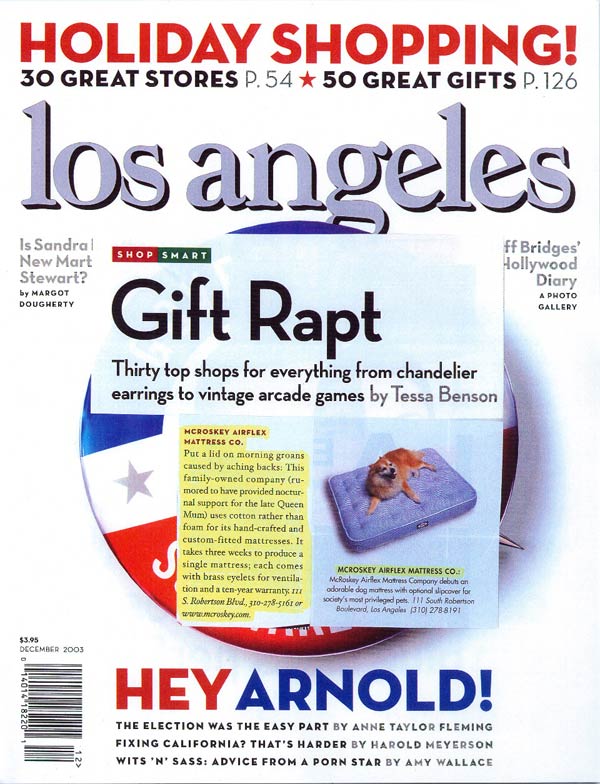 HOLIDAY SHOPPING!
30 GREAT STORES P. 54 ★ 50 GREAT GIFTS P. 126
los angeles
Is Sandra
New Mart
Stewart?
by MARGOT
DOUGHERTY
ff Bridges'
Hollywood
Diary
A PHOTO
GALLERY
SHOP SMART
Gift Rapt
Thirty top shops for everything from chandelier
earrings to vintage arcade games by Tessa Benson
MCROSKEY AIRFLEX
MATTRESS CO.
Put a lid on morning groans
caused by aching backs: This
family-owned company (ru-
mored to have provided noctur-
nal support for the late Queen
Mum) uses cotton rather than
foam for its hand-crafted and
custom-fitted mattresses. It
takes three weeks to produce a
single mattress; each comes
with brass eyelets for ventila-
tion and a ten-year warranty. 111
S. Robertson Blvd., 310-278-5161 or
www.mcroskey.com.
MCROSKEY AIRFLEX MATTRESS CO.:
McRoskey Airflex Mattress Company debuts an
adorable dog mattress with optional slipcover for
society's most privileged pets. 111 South Robertson
Boulevard, Los Angeles (310) 278-8191
$3.95
DECEMBER 2003
0 14014 18220 1
12>
HEY ARNOLD!
THE ELECTION WAS THE EASY PART BY ANNE TAYLOR FLEMING
FIXING CALIFORNIA? THAT'S HARDER BY HAROLD MEYERSON
WITS 'N' SASS: ADVICE FROM A PORN STAR BY AMY WALLACE